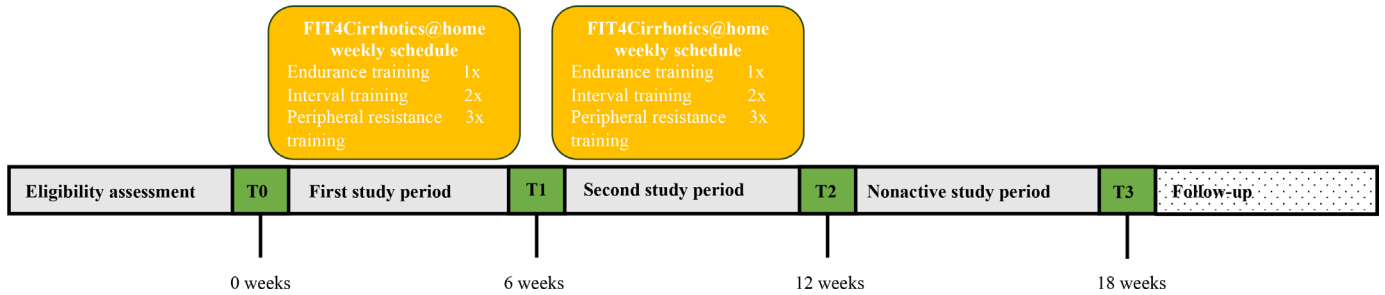 FIT4Cirrhotics@home
weekly schedule
Endurance training 1x
Interval training 2x
Peripheral resistance 3x
training
FIT4Cirrhotics@home
weekly schedule
Endurance training 1x
Interval training 2x
Peripheral resistance 3x
training
Eligibility assessment T0 First study period T1 Second study period T2 Nonactive study period T3 Follow-up
0 weeks 6 weeks 12 weeks 18 weeks